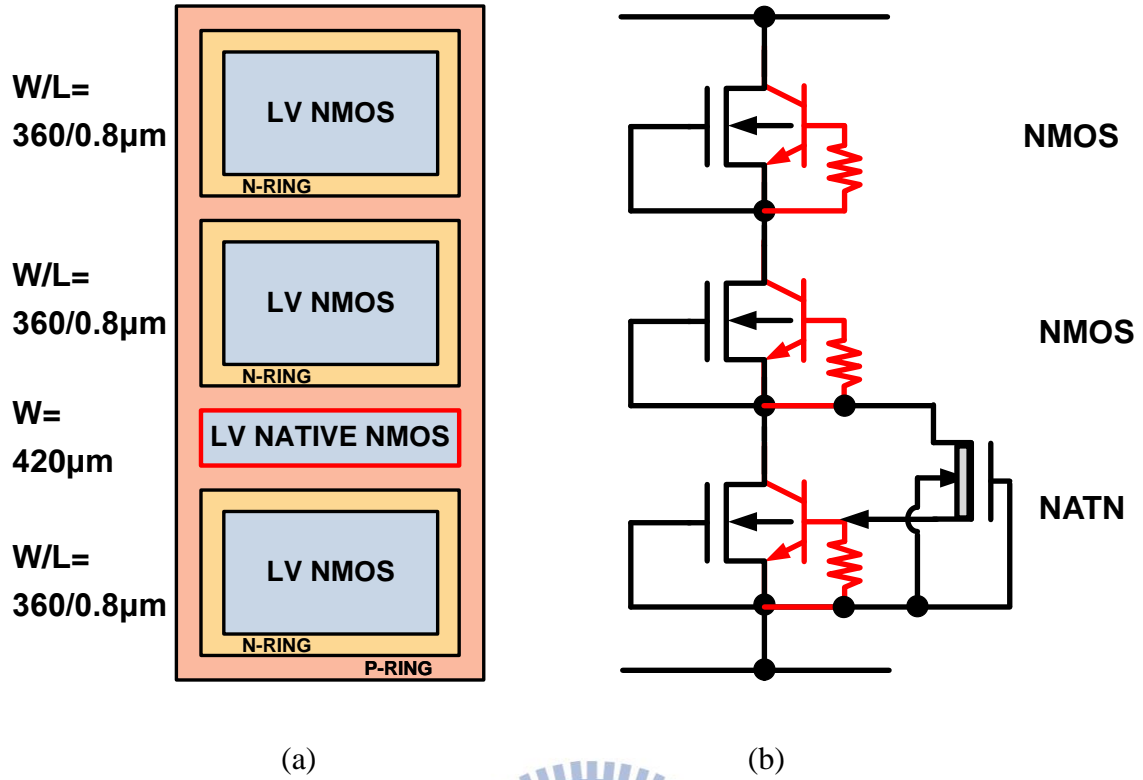 W/L=
360/0.8µm
LV NMOS
N-RING
W/L=
360/0.8µm
LV NMOS
N-RING
W=
420µm
LV NATIVE NMOS
W/L=
360/0.8µm
LV NMOS
N-RING
P-RING
(a)
NMOS
NMOS
NATN
(b)